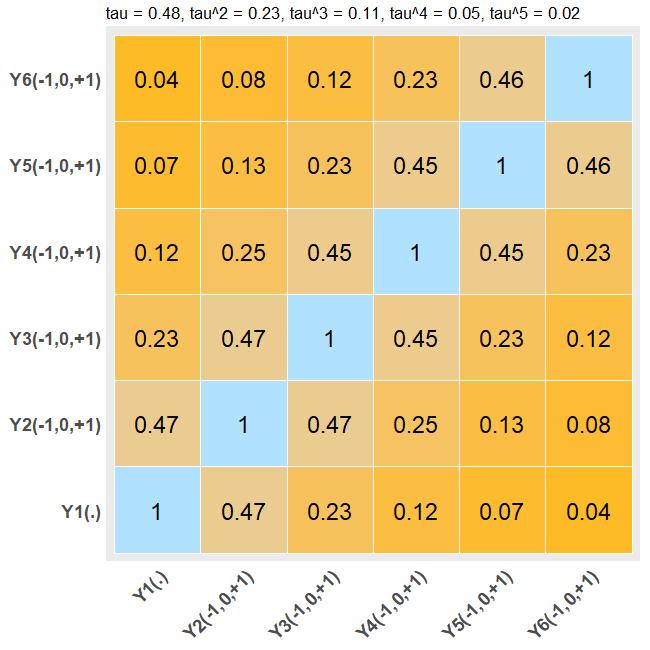 tau = 0.48, tau^2 = 0.23, tau^3 = 0.11, tau^4 = 0.05, tau^5 = 0.02
Y6(-1,0,+1) 0.04 0.08 0.12 0.23 0.46 1
Y5(-1,0,+1) 0.07 0.13 0.23 0.45 1 0.46
Y4(-1,0,+1) 0.12 0.25 0.45 1 0.45 0.23
Y3(-1,0,+1) 0.23 0.47 1 0.45 0.23 0.12
Y2(-1,0,+1) 0.47 1 0.47 0.25 0.13 0.08
Y1(.) 1 0.47 0.23 0.12 0.07 0.04
Y1(.) Y2(-1,0,+1) Y3(-1,0,+1) Y4(-1,0,+1) Y5(-1,0,+1) Y6(-1,0,+1)